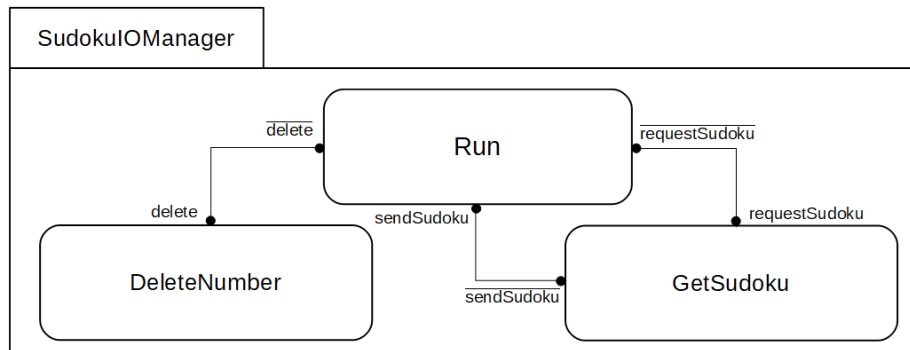 SudokuIOManager
delete
requestSudoku
Run
delete
sendSudoku
requestSudoku
DeleteNumber
sendSudoku
GetSudoku